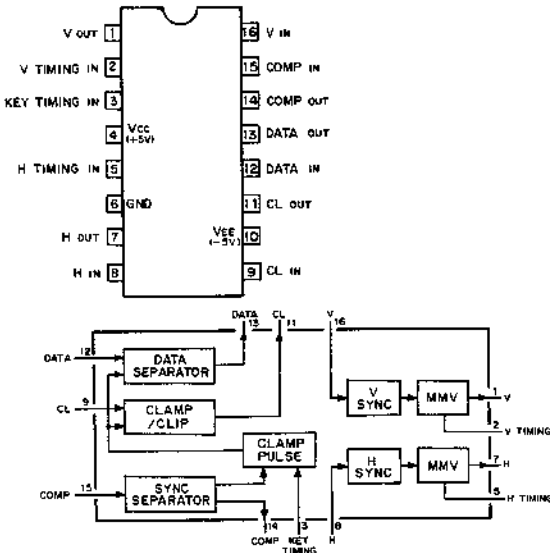 V OUT 1 16 V IN
V TIMING IN 2 15 COMP IN
KEY TIMING IN 3 14 COMP OUT
4 VCC (+5V) 13 DATA OUT
H TIMING IN 5 12 DATA IN
6 GND 11 CL OUT
H OUT 7 VEE (-5V) 10
H IN 8 9 CL IN
DATA CL V
13 11 16
DATA 12 DATA SEPARATOR V SYNC MMV 1 V
CL 9 CLAMP /CLIP 2 V TIMING
CLAMP PULSE H SYNC MMV 7 H
COMP 15 SYNC SEPARATOR 5 H TIMING
14 3 8
COMP KEY TIMING H